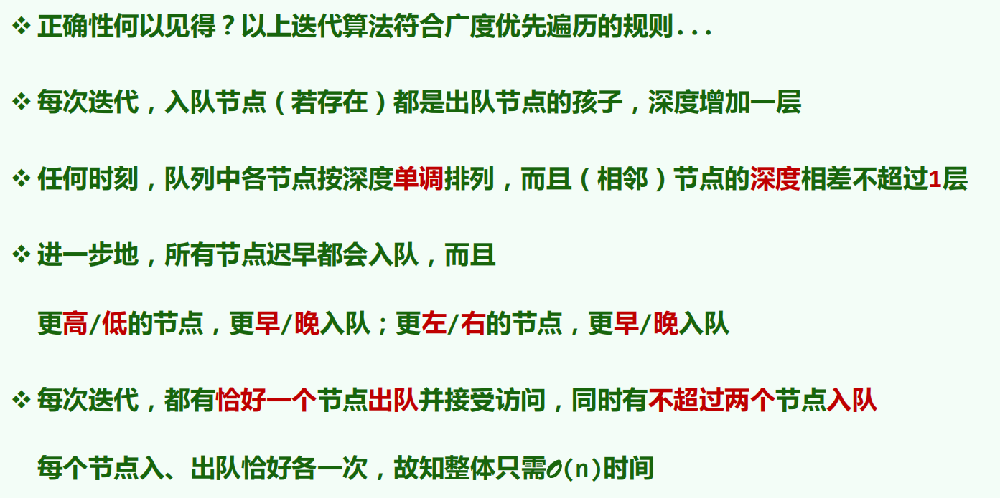 ❖ 正确性何以见得？以上迭代算法符合广度优先遍历的规则...
❖ 每次迭代，入队节点（若存在）都是出队节点的孩子，深度增加一层
❖ 任何时刻，队列中各节点按深度单调排列，而且（相邻）节点的深度相差不超过1层
❖ 进一步地，所有节点迟早都会入队，而且
更高/低的节点，更早/晚入队；更左/右的节点，更早/晚入队
❖ 每次迭代，都有恰好一个节点出队并接受访问，同时有不超过两个节点入队
每个节点入、出队恰好各一次，故知整体只需𝒪(n)时间